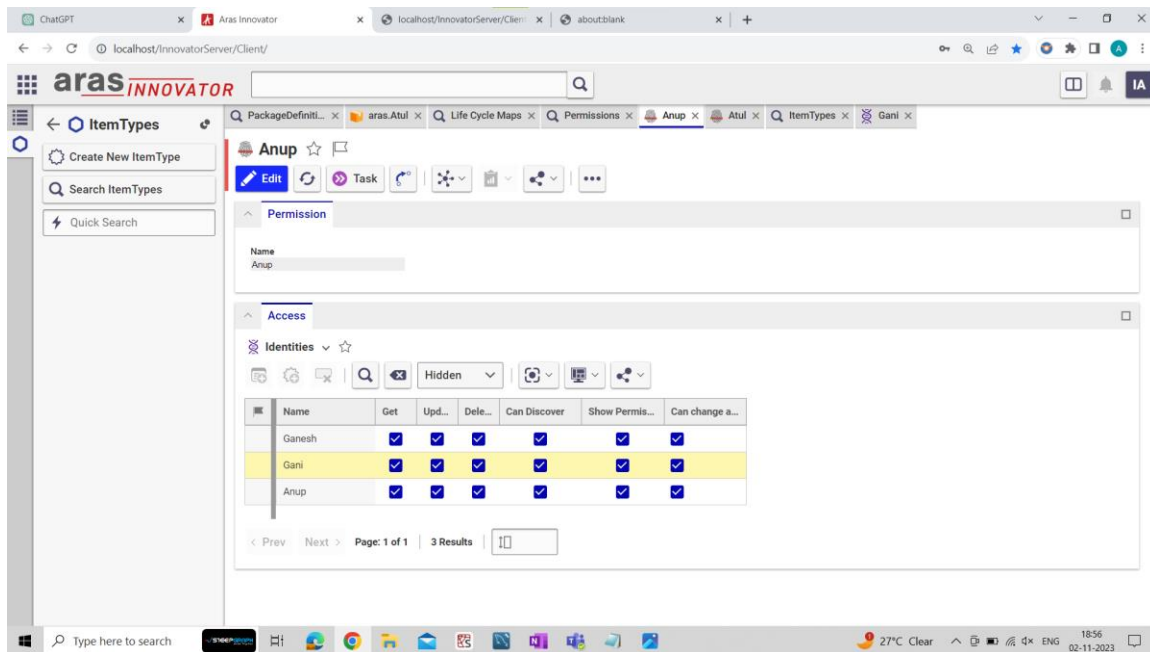 ChatGPT
Aras Innovator
localhost/InnovatorServer/Clien
about:blank
localhost/InnovatorServer/Client/
aras INNOVATOR
IA
ItemTypes
PackageDefiniti...
aras.Atul
Life Cycle Maps
Permissions
Anup
Atul
ItemTypes
Gani
Create New ItemType
Search ItemTypes
Quick Search
Anup
Edit
Task
Permission
Name
Anup
Access
Identities
Hidden
Name Get Upd... Dele... Can Discover Show Permis... Can change a...
Ganesh
Gani
Anup
< Prev Next > Page: 1 of 1 3 Results
Type here to search
27°C Clear
ENG
18:56
02-11-2023